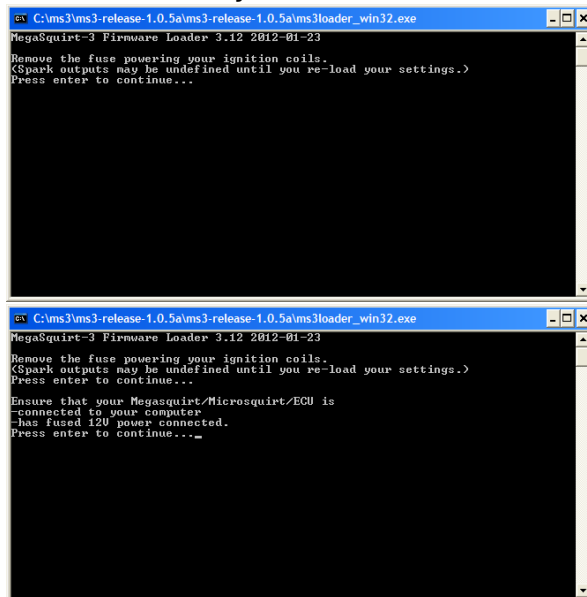 C:\ms3\ms3-release-1.0.5a\ms3-release-1.0.5a\ms3loader_win32.exe
MegaSquirt-3 Firmware Loader 3.12 2012-01-23
Remove the fuse powering your ignition coils.
(Spark outputs may be undefined until you re-load your settings.)
Press enter to continue...
C:\ms3\ms3-release-1.0.5a\ms3-release-1.0.5a\ms3loader_win32.exe
MegaSquirt-3 Firmware Loader 3.12 2012-01-23
Remove the fuse powering your ignition coils.
(Spark outputs may be undefined until you re-load your settings.)
Press enter to continue...
Ensure that your Megasquirt/Microsquirt/ECU is
-connected to your computer
-has fused 12V power connected.
Press enter to continue..._